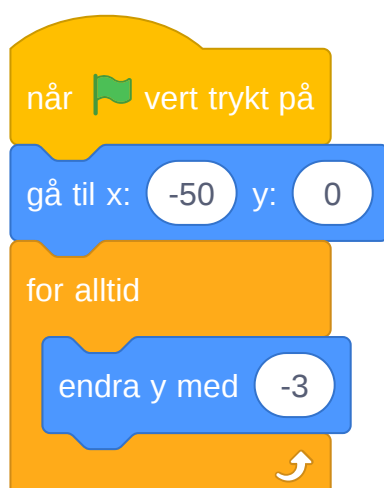 når vert trykt på
gå til x: -50 y: 0
for alltid
endra y med -3